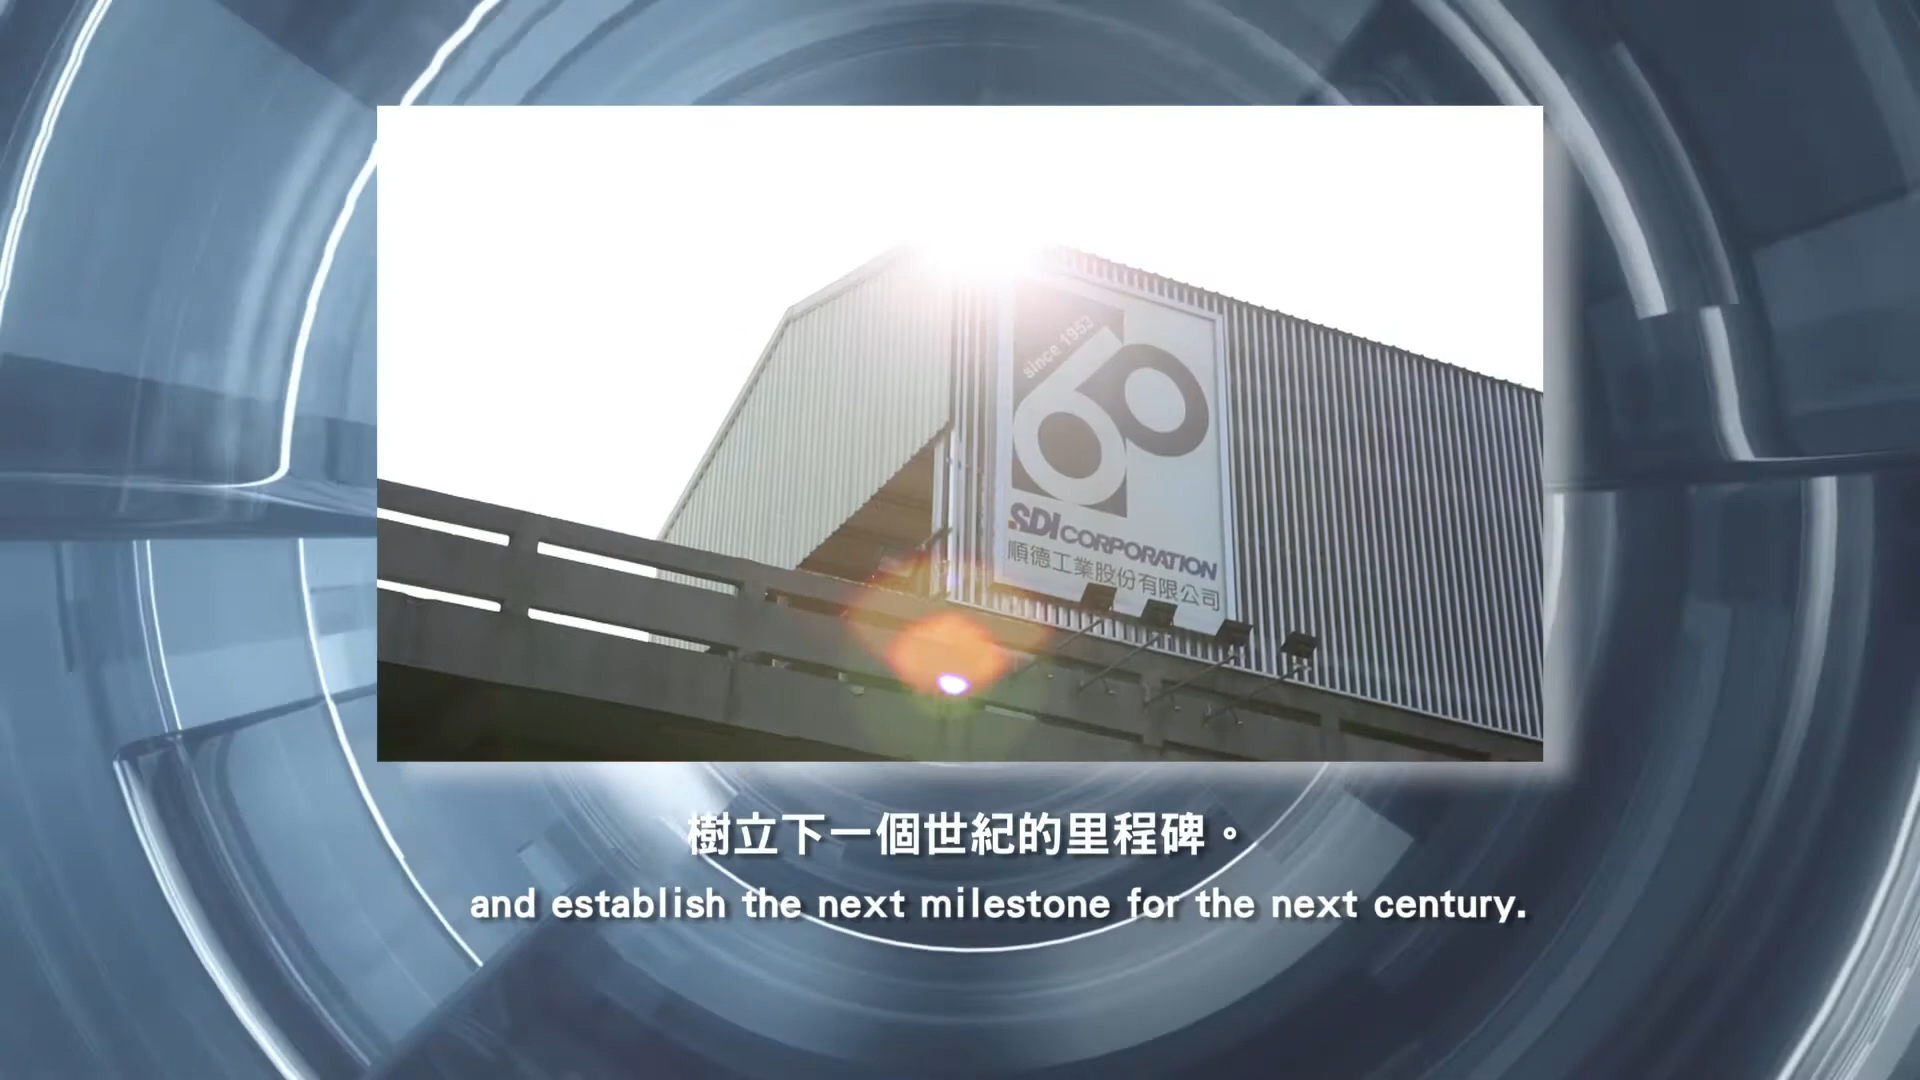 since 1953
60
SDI CORPORATION
順德工業股份有限公司
樹立下一個世紀的里程碑。
and establish the next milestone for the next century.